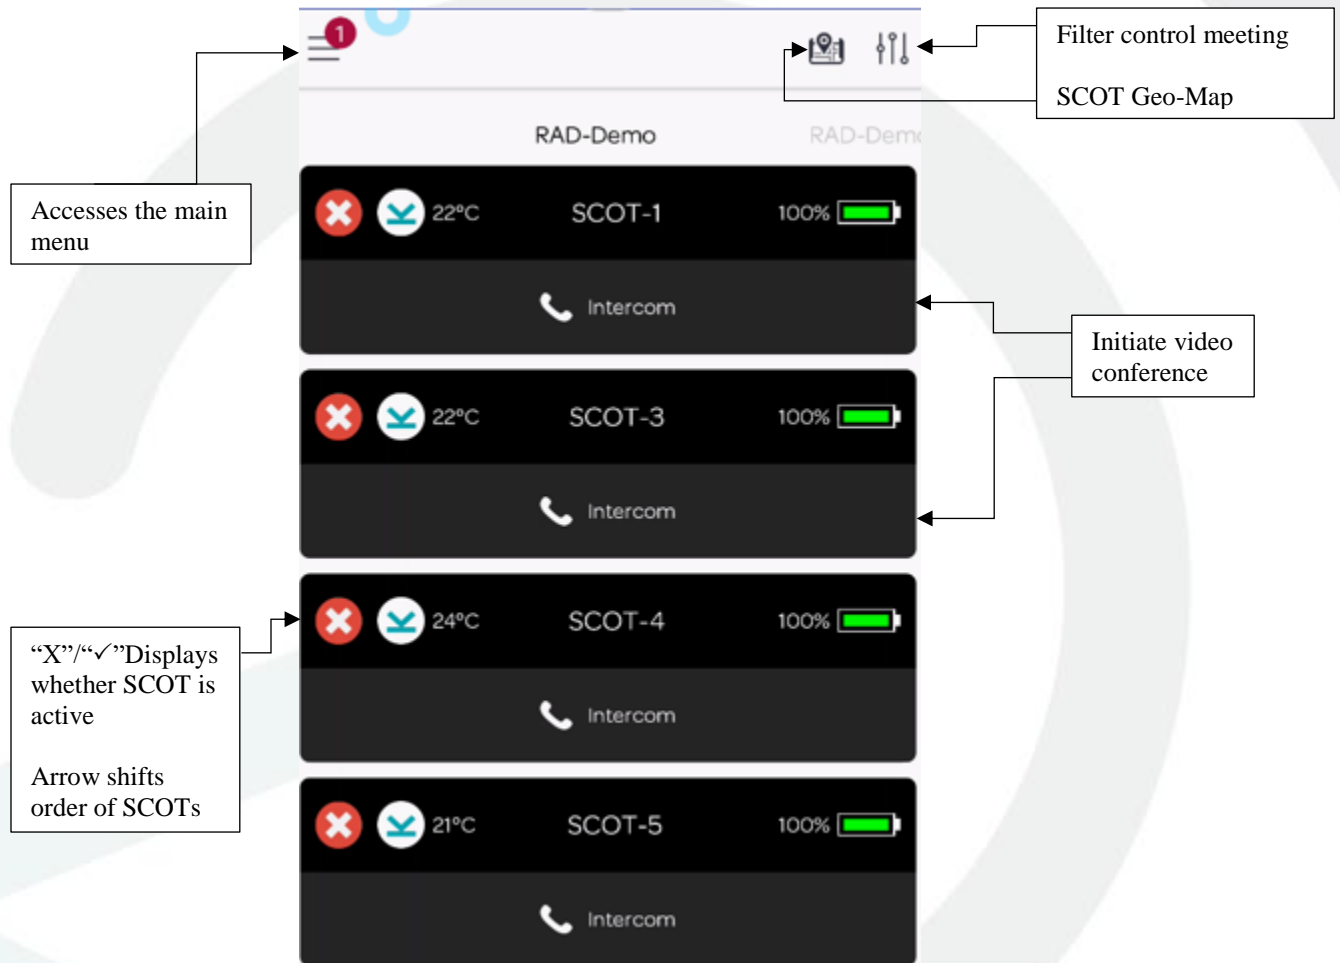 1
Filter control meeting
SCOT Geo-Map
RAD-Demo
RAD-Demo
Accesses the main
menu
22°C SCOT-1 100%
Intercom
Initiate video
conference
22°C SCOT-3 100%
Intercom
24°C SCOT-4 100%
Intercom
“X”/“✓”Displays
whether SCOT is
active
Arrow shifts
order of SCOTs
21°C SCOT-5 100%
Intercom